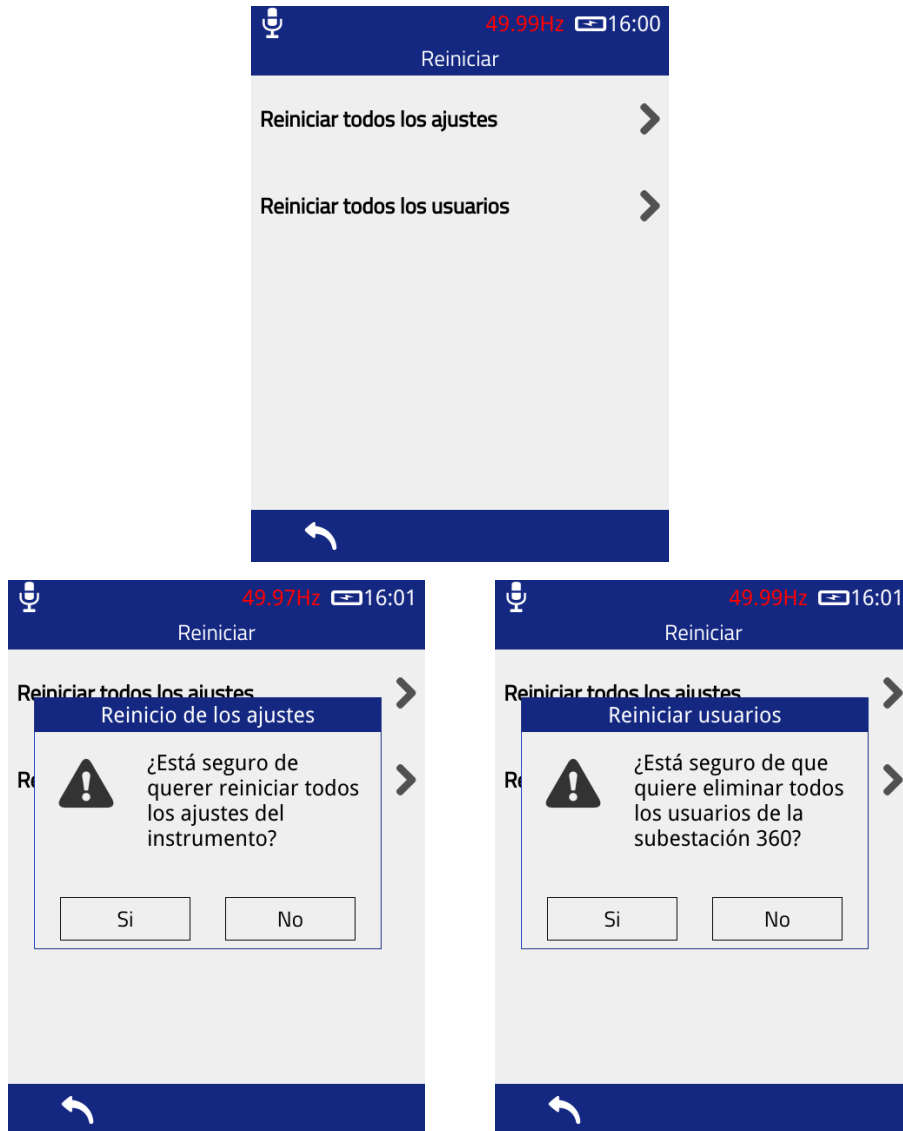 49.99Hz 16:00
Reiniciar
Reiniciar todos los ajustes
Reiniciar todos los usuarios
49.97Hz 16:01
Reiniciar
Reiniciar todos los ajustes
Reinicio de los ajustes
Re
¿Está seguro de
querer reiniciar todos
los ajustes del
instrumento?
Si No
49.99Hz 16:01
Reiniciar
Reiniciar todos los ajustes
Reiniciar usuarios
Re
¿Está seguro de que
quiere eliminar todos
los usuarios de la
subestación 360?
Si No